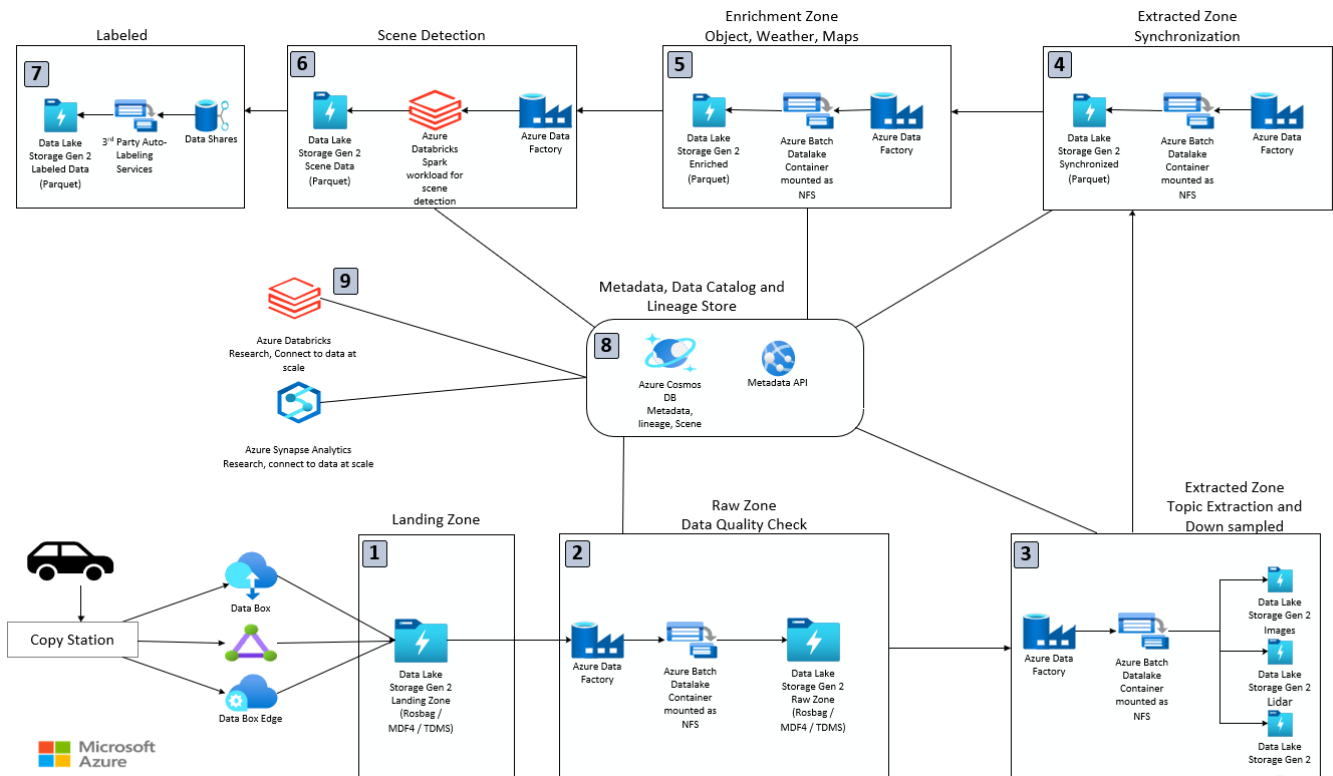 Labeled
7
Data Lake
Storage Gen 2
Labeled Data
(Parquet)
3rd Party Auto-
Labeling
Services
Data Shares
Scene Detection
6
Data Lake
Storage Gen 2
Scene Data
(Parquet)
Azure
Databricks
Spark
workload for
scene
detection
Azure Data
Factory
Enrichment Zone
Object, Weather, Maps
5
Data Lake
Storage Gen 2
Enriched
(Parquet)
Azure Batch
Datalake
Container
mounted as
NFS
Azure Data
Factory
Extracted Zone
Synchronization
4
Data Lake
Storage Gen 2
Synchronized
(Parquet)
Azure Batch
Datalake
Container
mounted as
NFS
Azure Data
Factory
9
Azure Databricks
Research, Connect to data at
scale
Azure Synapse Analytics
Research, connect to data at scale
Metadata, Data Catalog and
Lineage Store
8
Azure Cosmos
DB
Metadata,
lineage, Scene
Metadata API
Copy Station
Data Box
Data Box Edge
Landing Zone
1
Data Lake
Storage Gen 2
Landing Zone
(Rosbag /
MDF4 / TDMS)
Raw Zone
Data Quality Check
2
Azure Data
Factory
Azure Batch
Datalake
Container
mounted as
NFS
Data Lake
Storage Gen 2
Raw Zone
(Rosbag /
MDF4 / TDMS)
Extracted Zone
Topic Extraction and
Down sampled
3
Azure Data
Factory
Azure Batch
Datalake
Container
mounted as
NFS
Data Lake
Storage Gen 2
Images
Data Lake
Storage Gen 2
Lidar
Data Lake
Storage Gen 2
Microsoft
Azure